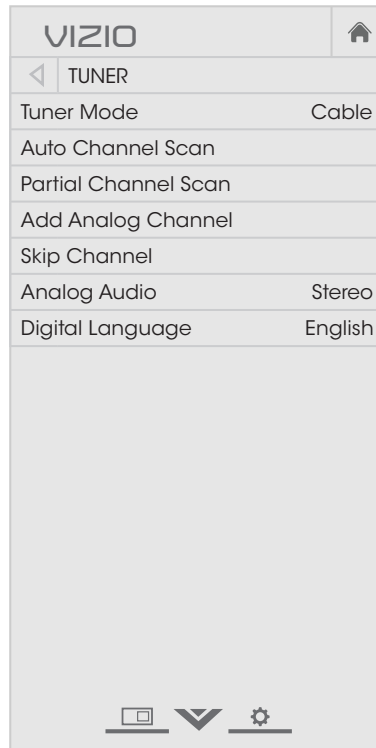 VIZIO
TUNER
Tuner Mode Cable
Auto Channel Scan
Partial Channel Scan
Add Analog Channel
Skip Channel
Analog Audio Stereo
Digital Language English